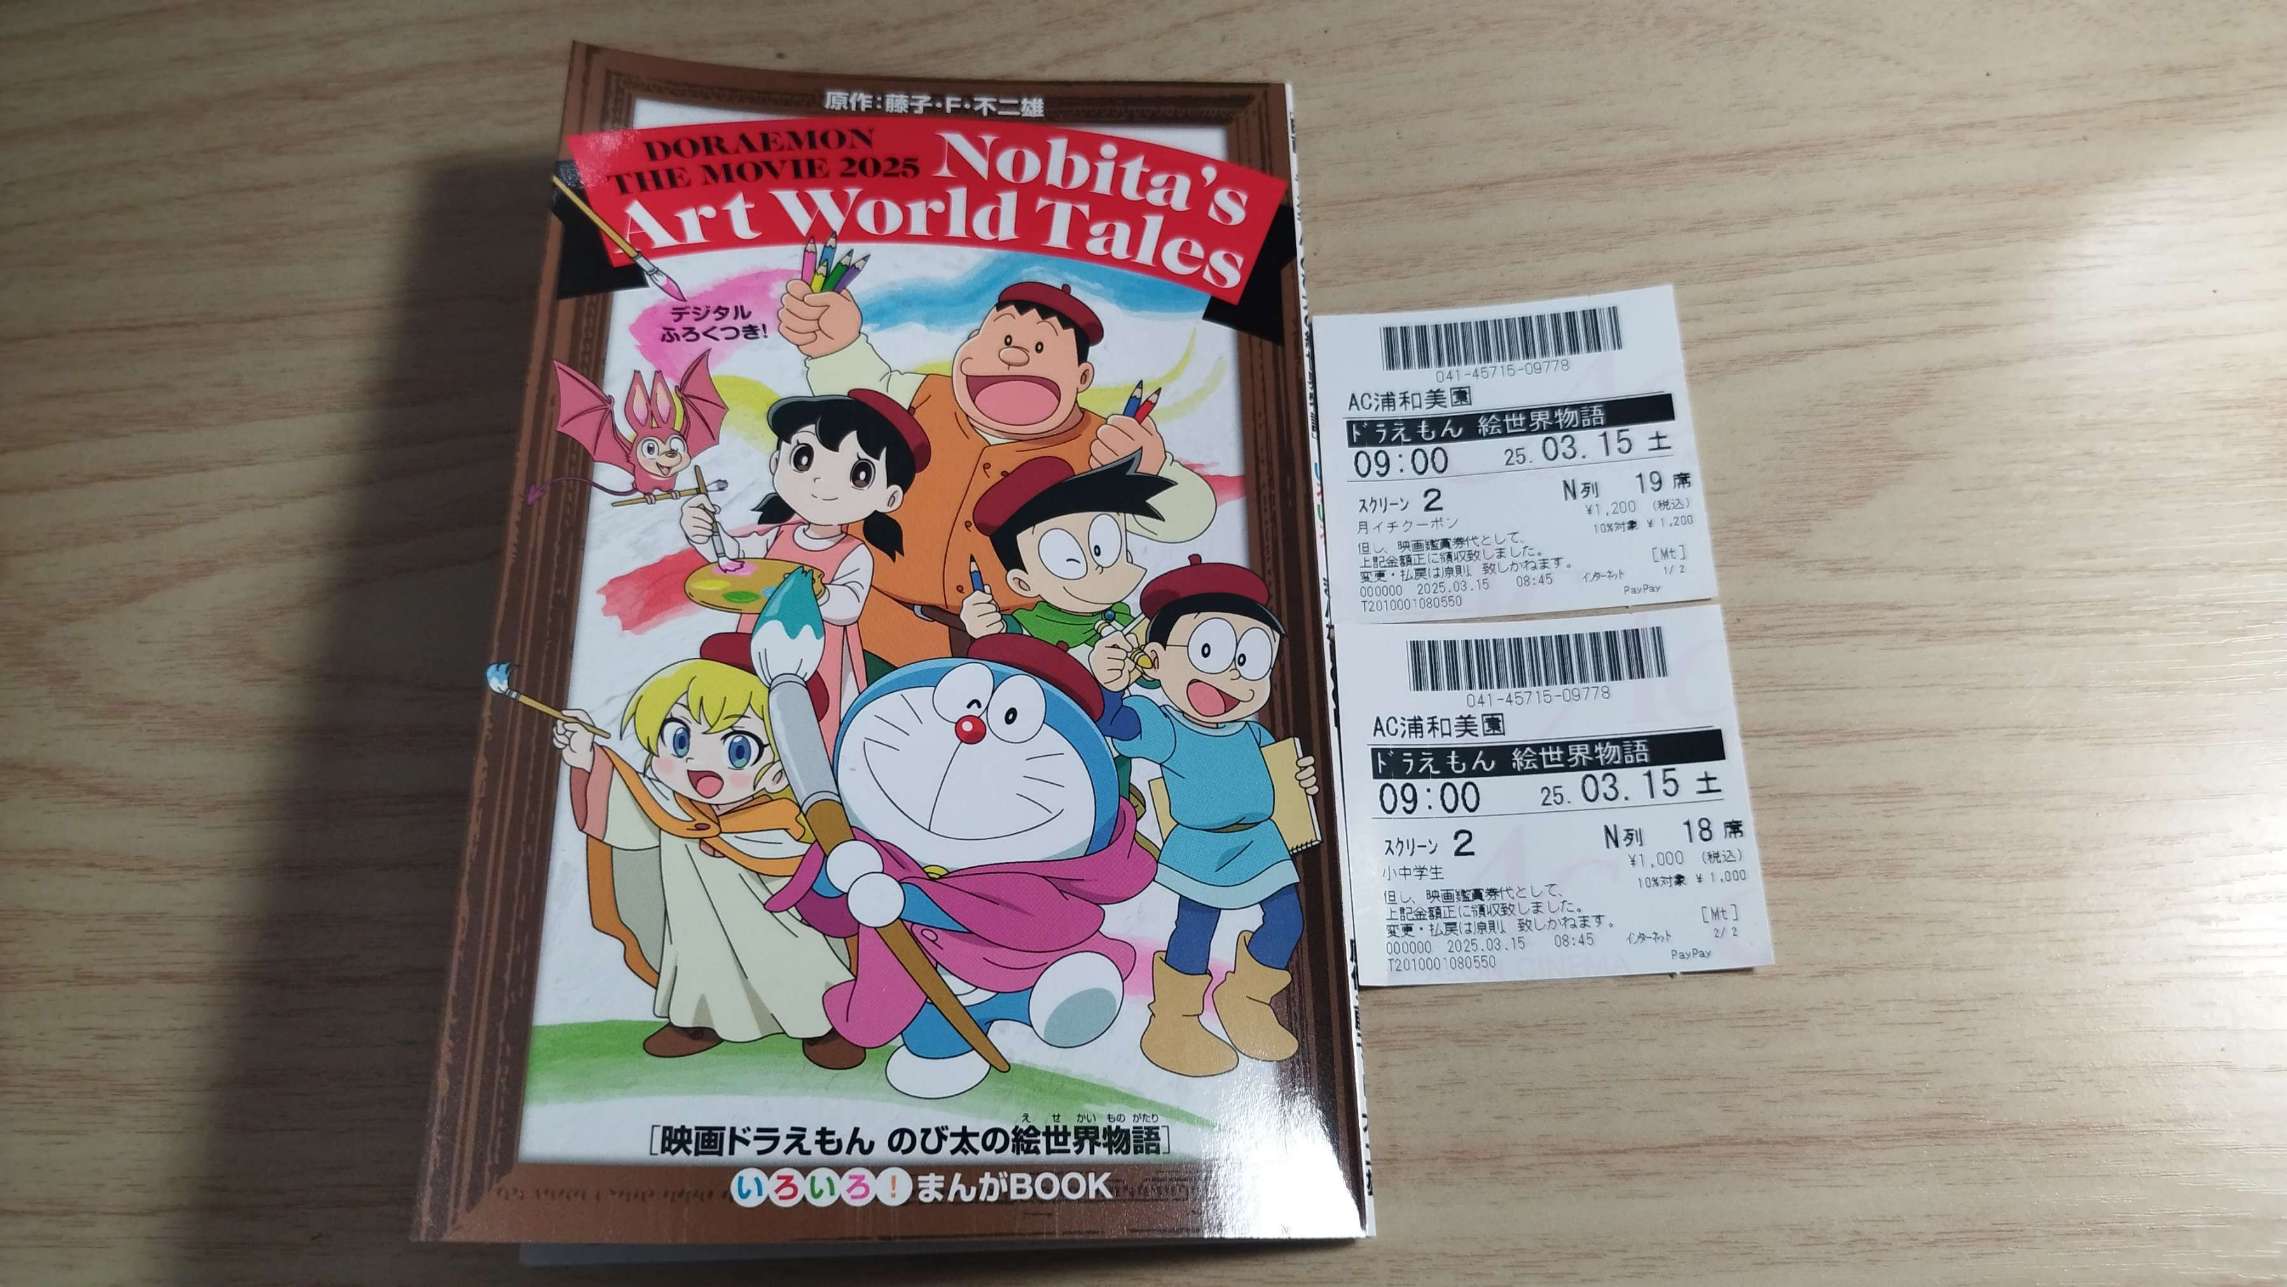 原作:藤子・F・不二雄
DORAEMON
THE MOVIE 2025
Nobita's
Art World Tales
デジタル
ふろくつき!
え せ かい もの がたり
[映画ドラえもん のび太の絵世界物語]
いろいろ!まんがBOOK
041-45715-09778
AC浦和美園
ドラえもん 絵世界物語
09:00 25.03.15 土
スクリーン 2 N列 19席
¥1,200 (税込)
月イチクーポン 10%対象 ¥1,200
但し、映画鑑賞券代として、
上記金額正に領収致しました。 [Mt]
変更・払戻は原則、致しかねます。 1/2
000000 2025.03.15 08:45 インターネット
T2010001080550 PayPay
041-45715-09778
AC浦和美園
ドラえもん 絵世界物語
09:00 25.03.15 土
スクリーン 2 N列 18席
¥1,000 (税込)
小中学生 10%対象 ¥1,000
但し、映画鑑賞券代として、
上記金額正に領収致しました。 [Mt]
変更・払戻は原則、致しかねます。 2/2
000000 2025.03.15 08:45 インターネット
T2010001080550 PayPay
CINEMA